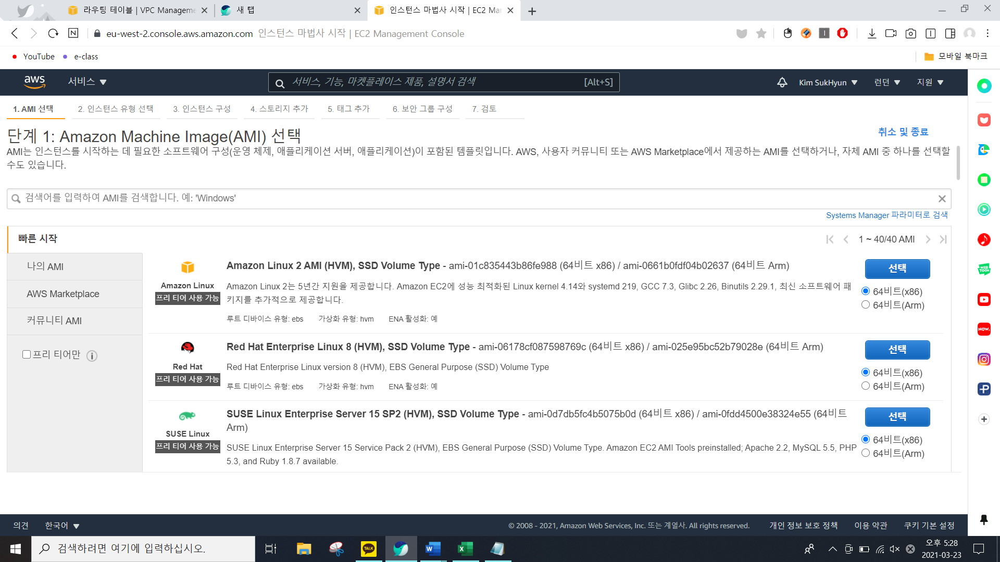 라우팅 테이블 | VPC Manageme
새 탭
인스턴스 마법사 시작 | EC2 Ma
eu-west-2.console.aws.amazon.com 인스턴스 마법사 시작 | EC2 Management Console
YouTube
e-class
모바일 북마크
aws
서비스
서비스, 기능, 마켓플레이스 제품, 설명서 검색 [Alt+S]
Kim SukHyun
런던
지원
1. AMI 선택
2. 인스턴스 유형 선택
3. 인스턴스 구성
4. 스토리지 추가
5. 태그 추가
6. 보안 그룹 구성
7. 검토
단계 1: Amazon Machine Image(AMI) 선택
취소 및 종료
AMI는 인스턴스를 시작하는 데 필요한 소프트웨어 구성(운영 체제, 애플리케이션 서버, 애플리케이션)이 포함된 템플릿입니다. AWS, 사용자 커뮤니티 또는 AWS Marketplace에서 제공하는 AMI를 선택하거나, 자체 AMI 중 하나를 선택할
수도 있습니다.
검색어를 입력하여 AMI를 검색합니다. 예: 'Windows'
Systems Manager 파라미터로 검색
빠른 시작
1 ~ 40/40 AMI
나의 AMI
AWS Marketplace
커뮤니티 AMI
프리 티어만
Amazon Linux
프리 티어 사용 가능
Amazon Linux 2 AMI (HVM), SSD Volume Type - ami-01c835443b86fe988 (64비트 x86) / ami-0661b0fdf04b02637 (64비트 Arm)
Amazon Linux 2는 5년간 지원을 제공합니다. Amazon EC2에 성능 최적화된 Linux kernel 4.14와 systemd 219, GCC 7.3, Glibc 2.26, Binutils 2.29.1, 최신 소프트웨어 패
키지를 추가적으로 제공합니다.
루트 디바이스 유형: ebs 가상화 유형: hvm ENA 활성화: 예
선택
64비트(x86)
64비트(Arm)
Red Hat
프리 티어 사용 가능
Red Hat Enterprise Linux 8 (HVM), SSD Volume Type - ami-06178cf087598769c (64비트 x86) / ami-025e95bc52b79028e (64비트 Arm)
Red Hat Enterprise Linux version 8 (HVM), EBS General Purpose (SSD) Volume Type
루트 디바이스 유형: ebs 가상화 유형: hvm ENA 활성화: 예
선택
64비트(x86)
64비트(Arm)
SUSE Linux
프리 티어 사용 가능
SUSE Linux Enterprise Server 15 SP2 (HVM), SSD Volume Type - ami-0d7db5fc4b5075b0d (64비트 x86) / ami-0fdd4500e38324e55 (64비트
Arm)
SUSE Linux Enterprise Server 15 Service Pack 2 (HVM), EBS General Purpose (SSD) Volume Type. Amazon EC2 AMI Tools preinstalled; Apache 2.2, MySQL 5.5, PHP
5.3, and Ruby 1.8.7 available.
선택
64비트(x86)
64비트(Arm)
WEB
TOON
NOW.
의견
한국어
© 2008 - 2021, Amazon Web Services, Inc. 또는 계열사. All rights reserved.
개인 정보 보호 정책
이용 약관
쿠키 기본 설정
검색하려면 여기에 입력하십시오.
TALK
오후 5:28
2021-03-23